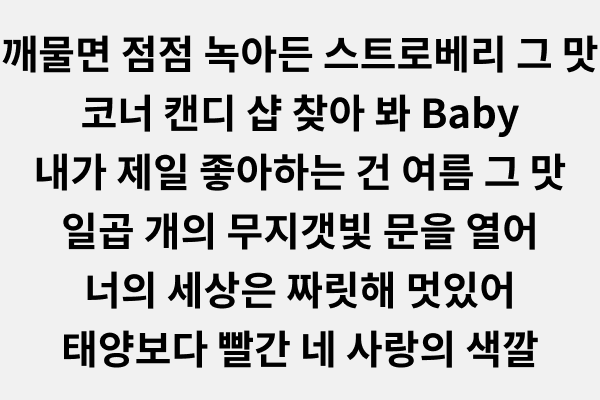 깨물면 점점 녹아든 스트로베리 그 맛
코너 캔디 샵 찾아 봐 Baby
내가 제일 좋아하는 건 여름 그 맛
일곱 개의 무지갯빛 문을 열어
너의 세상은 짜릿해 멋있어
태양보다 빨간 네 사랑의 색깔